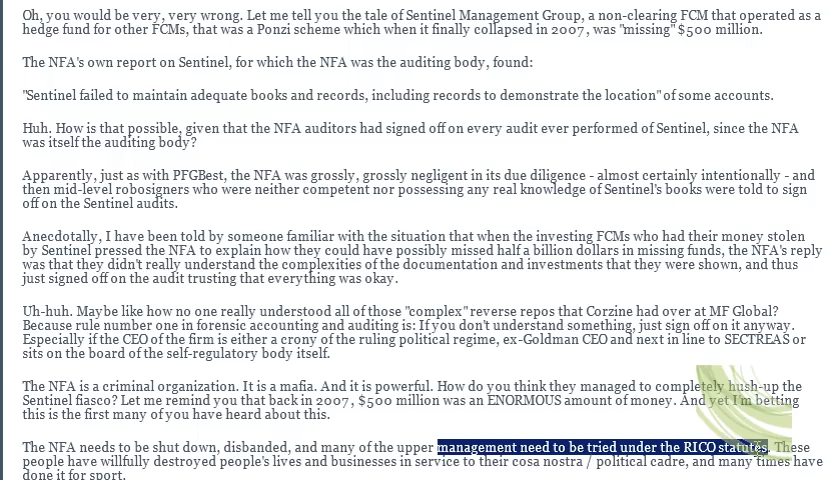 Oh, you would be very, very wrong. Let me tell you the tale of Sentinel Management Group, a non-clearing FCM that operated as a
hedge fund for other FCMs, that was a Ponzi scheme which when it finally collapsed in 2007, was "missing" $500 million.
The NFA's own report on Sentinel, for which the NFA was the auditing body, found:
"Sentinel failed to maintain adequate books and records, including records to demonstrate the location" of some accounts.
Huh. How is that possible, given that the NFA auditors had signed off on every audit ever performed of Sentinel, since the NFA
was itself the auditing body?
Apparently, just as with PFGBest, the NFA was grossly, grossly negligent in its due diligence - almost certainly intentionally - and
then mid-level robosigners who were neither competent nor possessing any real knowledge of Sentinel's books were told to sign
off on the Sentinel audits.
Anecdotally, I have been told by someone familiar with the situation that when the investing FCMs who had their money stolen
by Sentinel pressed the NFA to explain how they could have possibly missed half a billion dollars in missing funds, the NFA's reply
was that they didn't really understand the complexities of the documentation and investments that they were shown, and thus
just signed off on the audit trusting that everything was okay.
Uh-huh. Maybe like how no one really understood all of those "complex" reverse repos that Corzine had over at MF Global?
Because rule number one in forensic accounting and auditing is: If you don't understand something, just sign off on it anyway.
Especially if the CEO of the firm is either a crony of the ruling political regime, ex-Goldman CEO and next in line to SECTREAS or
sits on the board of the self-regulatory body itself.
The NFA is a criminal organization. It is a mafia. And it is powerful. How do you think they managed to completely hush-up the
Sentinel fiasco? Let me remind you that back in 2007, $500 million was an ENORMOUS amount of money. And yet I'm betting
this is the first many of you have heard about this.
The NFA needs to be shut down, disbanded, and many of the upper management need to be tried under the RICO statutes. These
people have willfully destroyed people's lives and businesses in service to their cosa nostra / political cadre, and many times have
done it for sport.